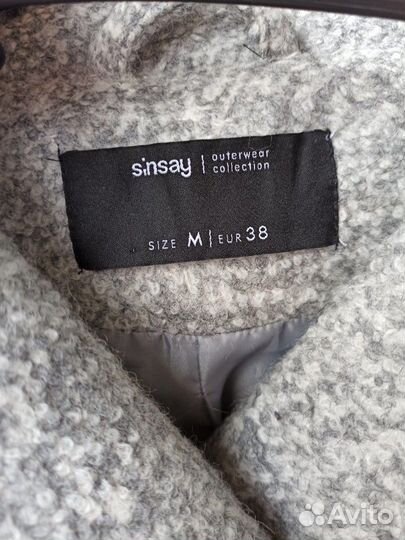 sinsay | outerwear
collection
SIZE M | EUR 38
Avito